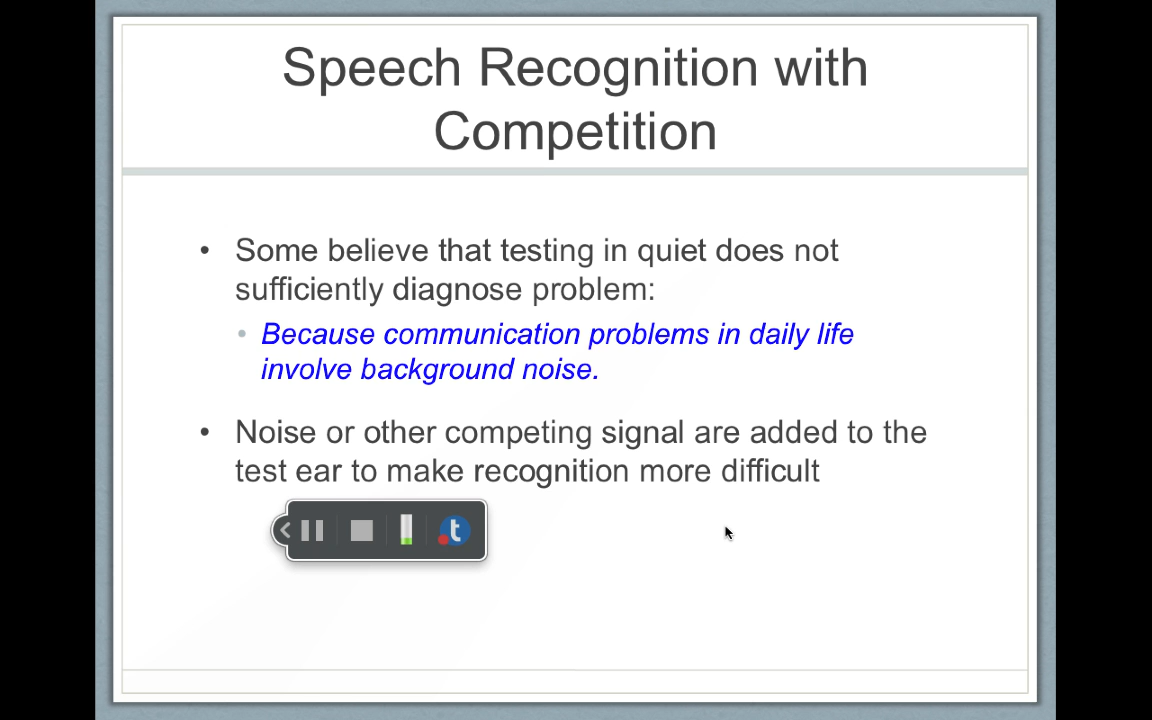 Speech Recognition with
Competition
• Some believe that testing in quiet does not
sufficiently diagnose problem:
• Because communication problems in daily life
involve background noise.
• Noise or other competing signal are added to the
test ear to make recognition more difficult
t